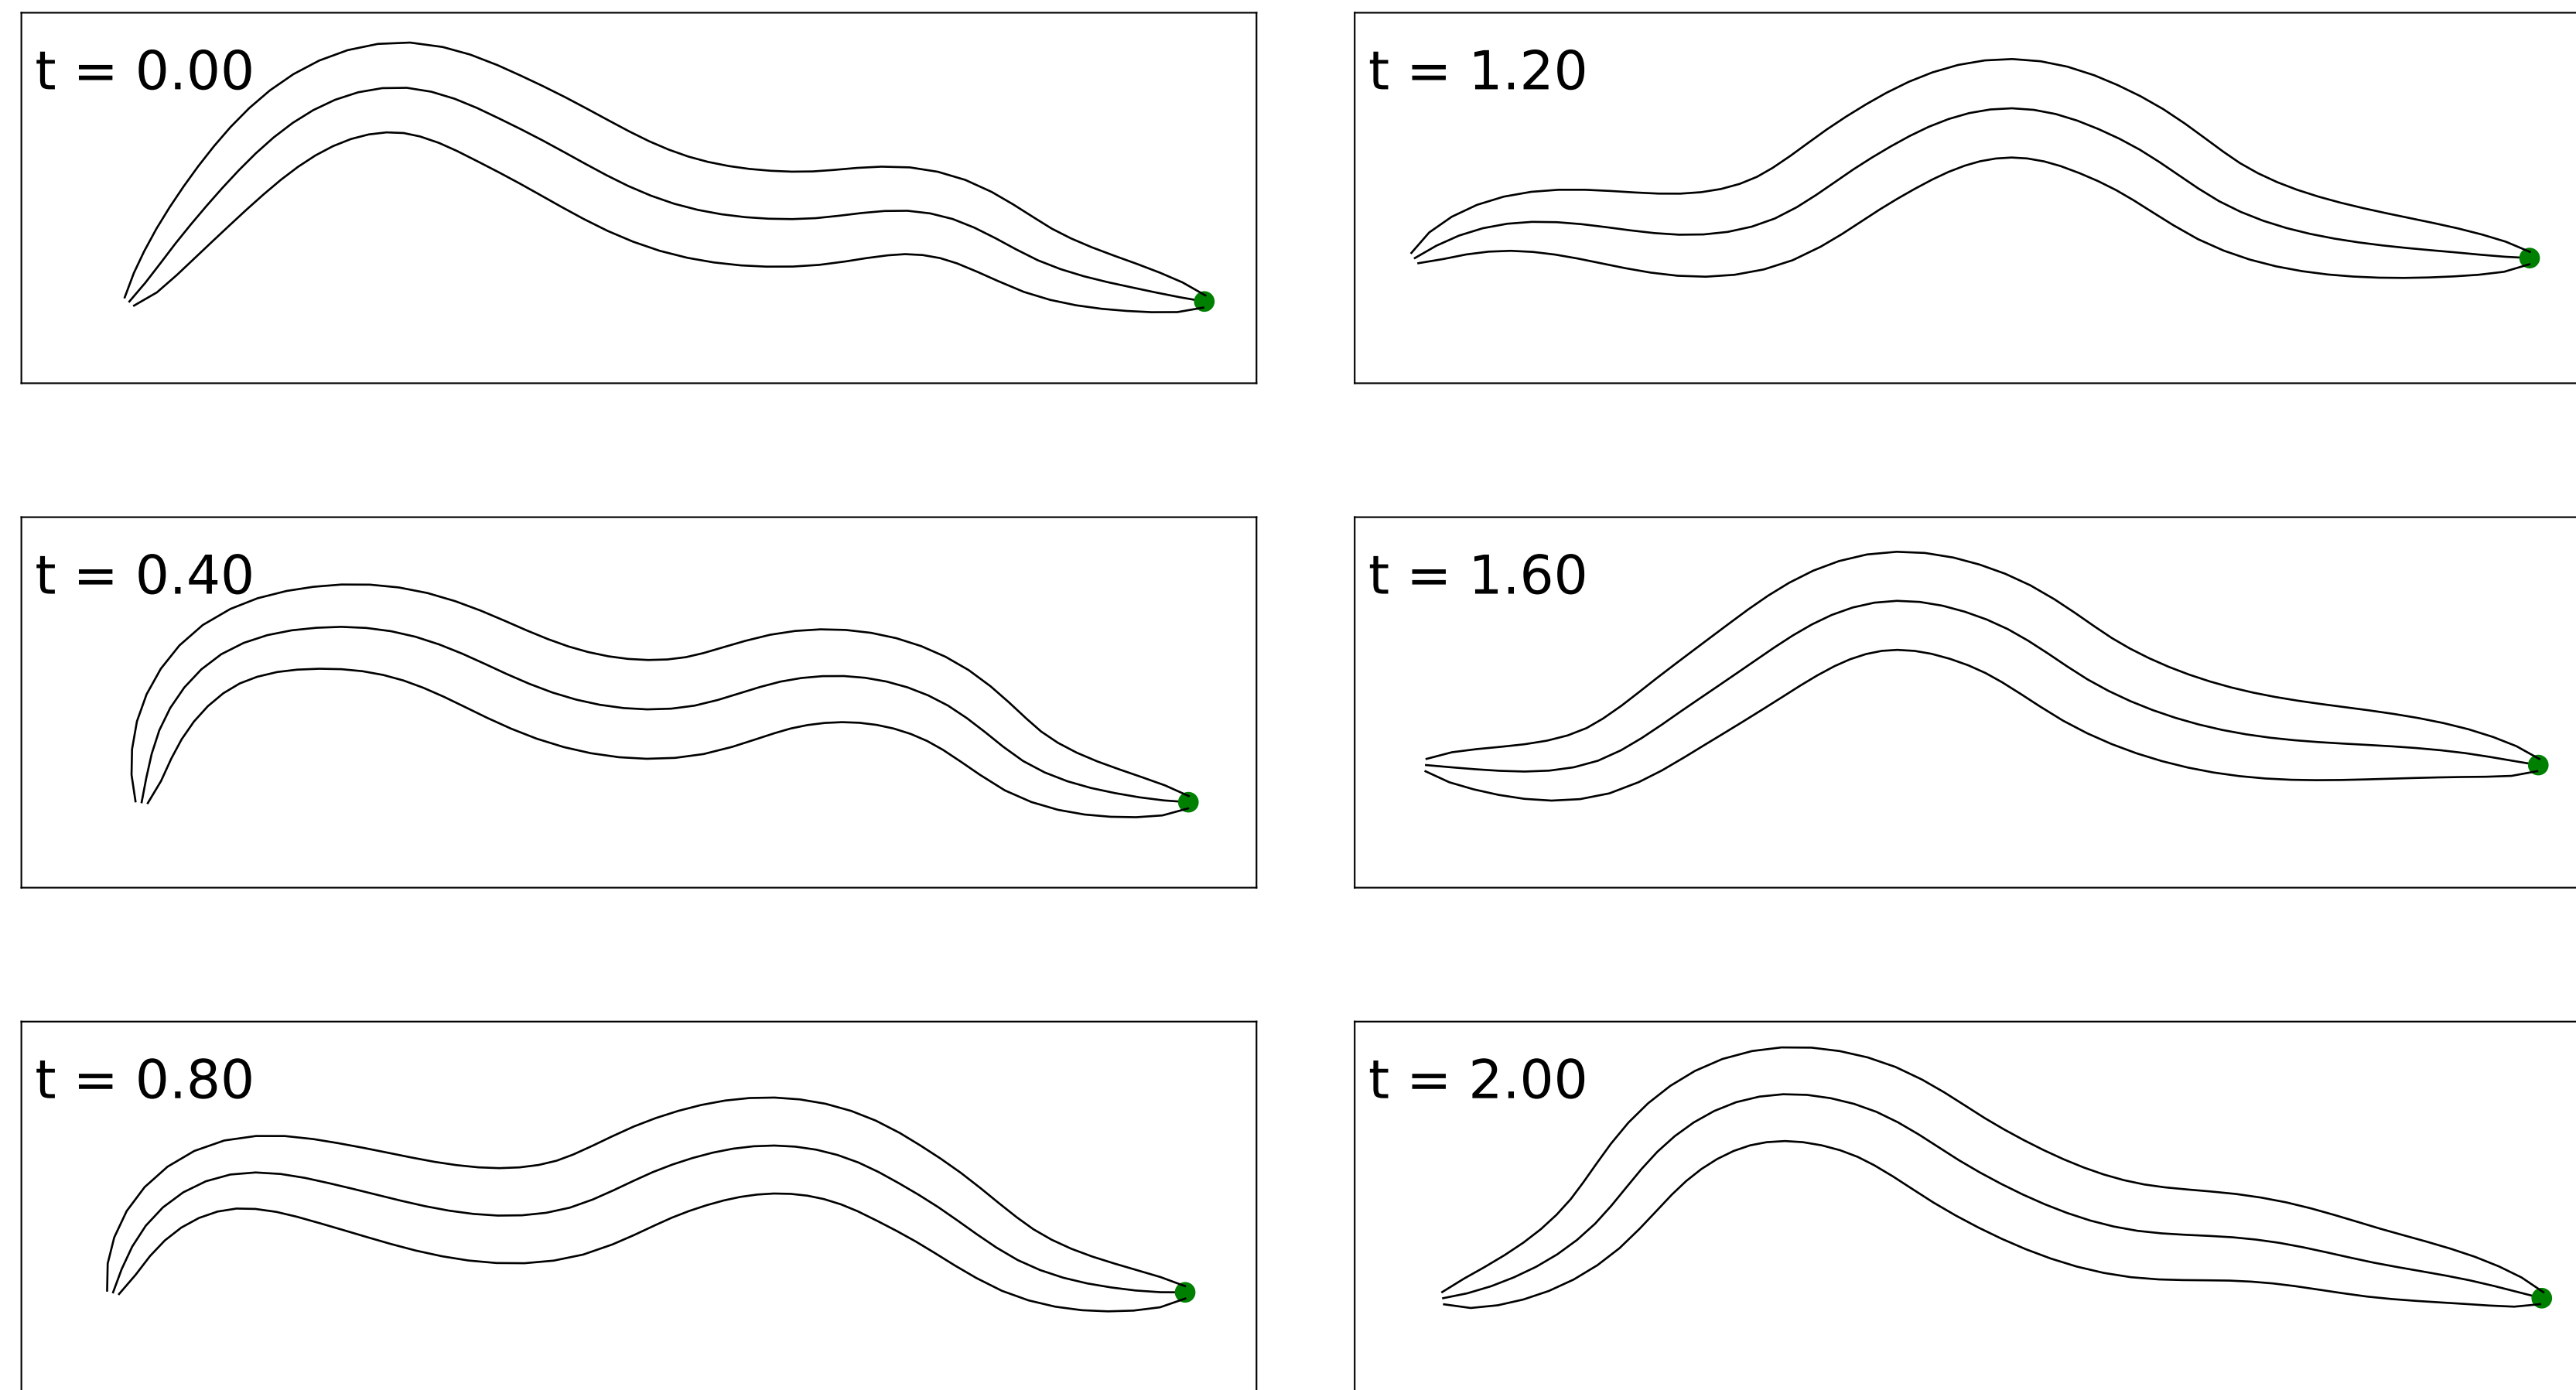 t = 0.00
t = 1.20
t = 0.40
t = 1.60
t = 0.80
t = 2.00